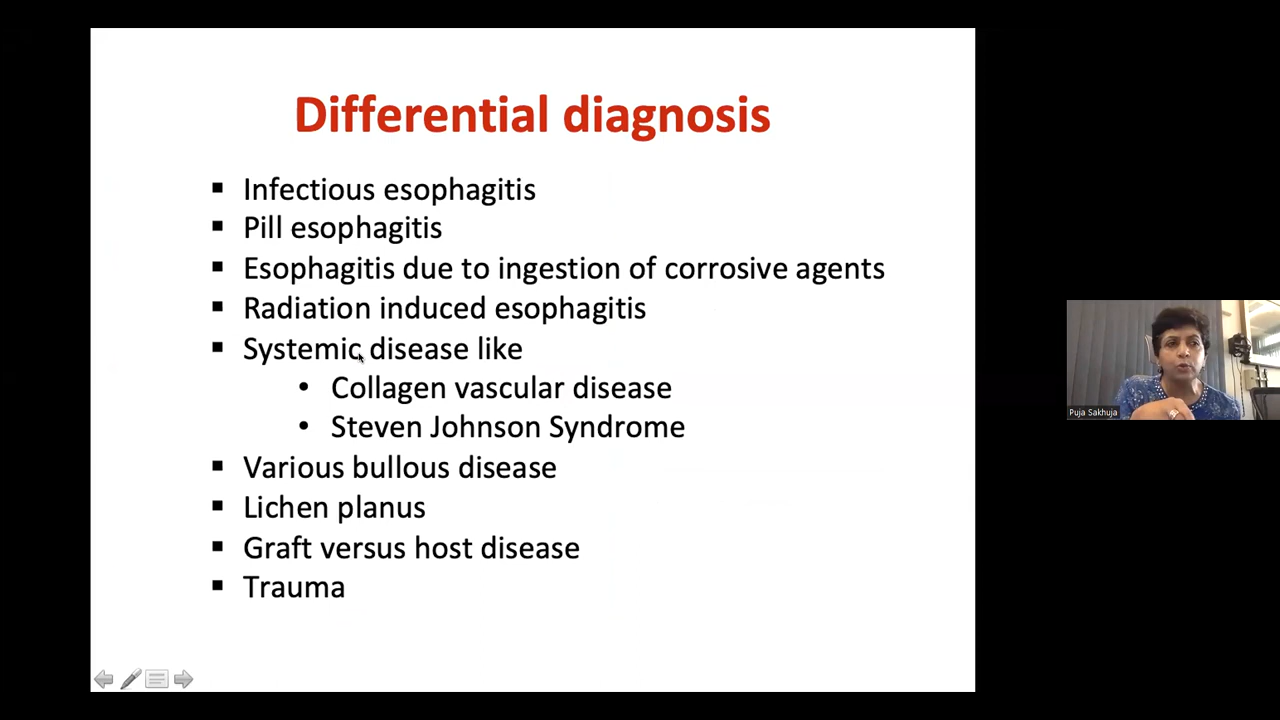 Differential diagnosis
▪ Infectious esophagitis
▪ Pill esophagitis
▪ Esophagitis due to ingestion of corrosive agents
▪ Radiation induced esophagitis
▪ Systemic disease like
• Collagen vascular disease
• Steven Johnson Syndrome
▪ Various bullous disease
▪ Lichen planus
▪ Graft versus host disease
▪ Trauma
Puja Sakhuja